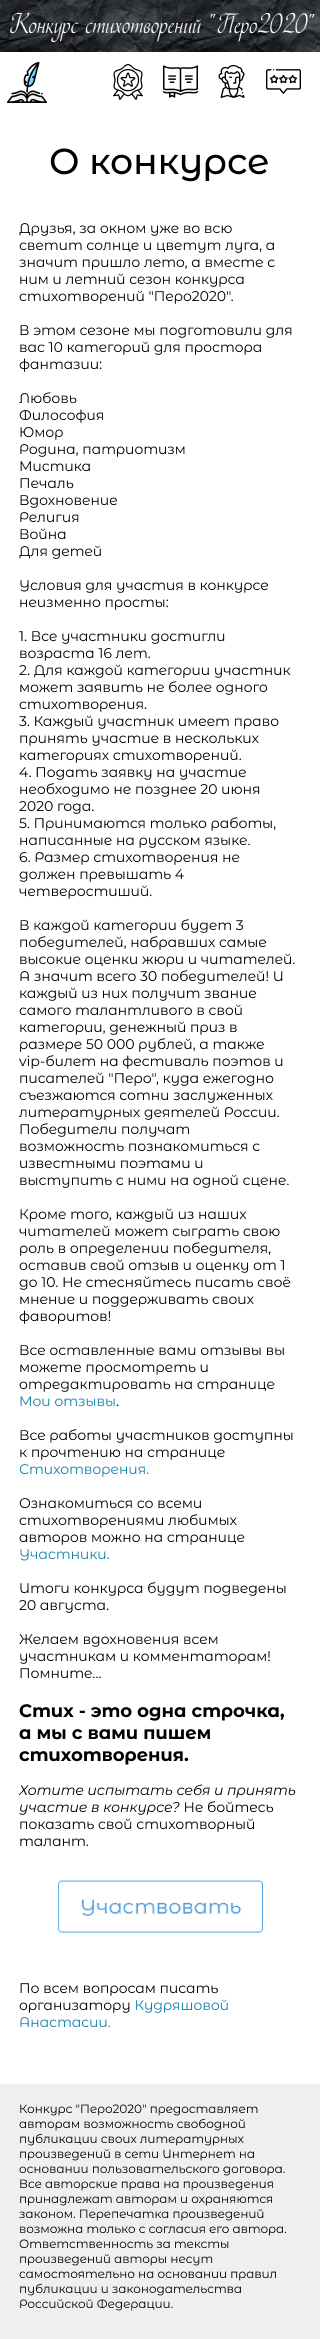 Конкурс стихотворений "Перо2020"
О конкурсе
Друзья, за окном уже во всю
светит солнце и цветут луга, а
значит пришло лето, а вместе с
ним и летний сезон конкурса
стихотворений "Перо2020".
В этом сезоне мы подготовили для
вас 10 категорий для простора
фантазии:
Любовь
Философия
Юмор
Родина, патриотизм
Мистика
Печаль
Вдохновение
Религия
Война
Для детей
Условия для участия в конкурсе
неизменно просты:
1. Все участники достигли
возраста 16 лет.
2. Для каждой категории участник
может заявить не более одного
стихотворения.
3. Каждый участник имеет право
принять участие в нескольких
категориях стихотворений.
4. Подать заявку на участие
необходимо не позднее 20 июня
2020 года.
5. Принимаются только работы,
написанные на русском языке.
6. Размер стихотворения не
должен превышать 4
четверостиший.
В каждой категории будет 3
победителей, набравших самые
высокие оценки жюри и читателей.
А значит всего 30 победителей! И
каждый из них получит звание
самого талантливого в свой
категории, денежный приз в
размере 50 000 рублей, а также
vip-билет на фестиваль поэтов и
писателей "Перо", куда ежегодно
съезжаются сотни заслуженных
литературных деятелей России.
Победители получат
возможность познакомиться с
известными поэтами и
выступить с ними на одной сцене.
Кроме того, каждый из наших
читателей может сыграть свою
роль в определении победителя,
оставив свой отзыв и оценку от 1
до 10. Не стесняйтесь писать своё
мнение и поддерживать своих
фаворитов!
Все оставленные вами отзывы вы
можете просмотреть и
отредактировать на странице
Мои отзывы.
Все работы участников доступны
к прочтению на странице
Стихотворения.
Ознакомиться со всеми
стихотворениями любимых
авторов можно на странице
Участники.
Итоги конкурса будут подведены
20 августа.
Желаем вдохновения всем
участникам и комментаторам!
Помните...
Стих - это одна строчка,
а мы с вами пишем
стихотворения.
Хотите испытать себя и принять
участие в конкурсе? Не бойтесь
показать свой стихотворный
талант.
Участвовать
По всем вопросам писать
организатору Кудряшовой
Анастасии.
Конкурс "Перо2020" предоставляет
авторам возможность свободной
публикации своих литературных
произведений в сети Интернет на
основании пользовательского договора.
Все авторские права на произведения
принадлежат авторам и охраняются
законом. Перепечатка произведений
возможна только с согласия его автора.
Ответственность за тексты
произведений авторы несут
самостоятельно на основании правил
публикации и законодательства
Российской Федерации.